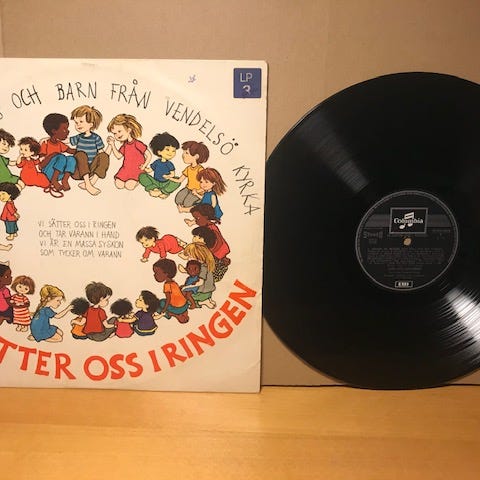 OCH BARN FRÅN VENDELSÖ KYRKA
LP
3
VI SÄTTER OSS I RINGEN
OCH TAR VARANN I HAND
VI ÄR EN MASSA SYSKON
SOM TYCKER OM VARANN
TTER OSS I RINGEN
Columbia
Stereo
EMI